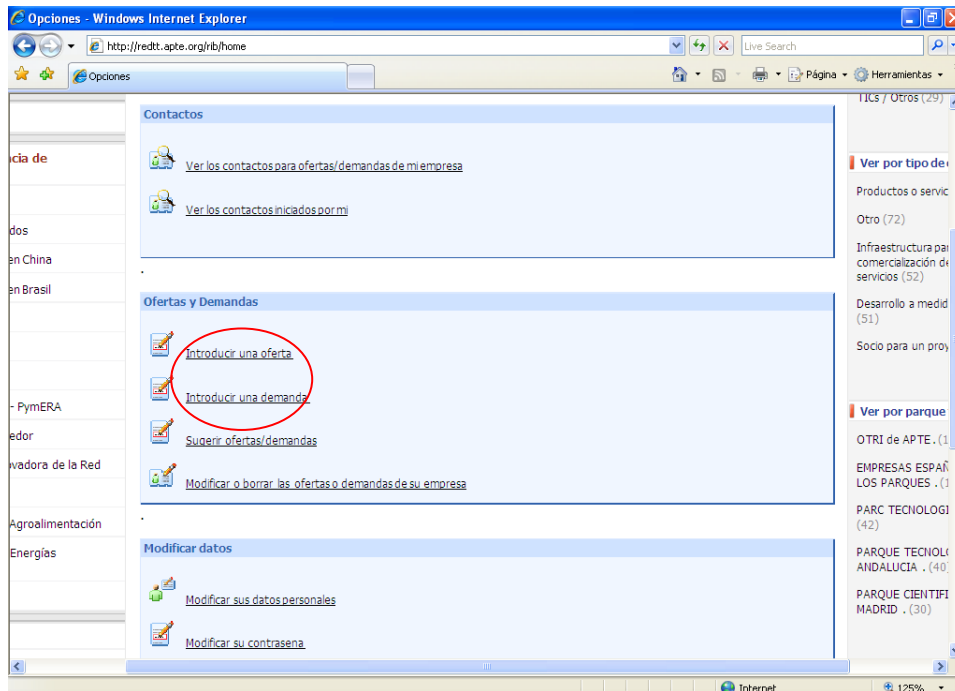 Opciones - Windows Internet Explorer
http://redtt.apte.org/rib/home
Live Search
Opciones
Página
Herramientas
Contactos
Ver los contactos para ofertas/demandas de mi empresa
Ver los contactos iniciados por mi
.
Ofertas y Demandas
Introducir una oferta
Introducir una demanda
Sugerir ofertas/demandas
Modificar o borrar las ofertas o demandas de su empresa
.
Modificar datos
Modificar sus datos personales
Modificar su contrasena
ncia de
dos
en China
en Brasil
- PymERA
edor
ovadora de la Red
Agroalimentación
Energías
TICs / Otros (29)
Ver por tipo de
Productos o servic
Otro (72)
Infraestructura par
comercialización de
servicios (52)
Desarrollo a medid
(51)
Socio para un proy
Ver por parque
OTRI de APTE . (1
EMPRESAS ESPAÑ
LOS PARQUES . (1
PARC TECNOLOGI
(42)
PARQUE TECNOLO
ANDALUCIA . (40)
PARQUE CIENTIFI
MADRID . (30)
Internet
125%